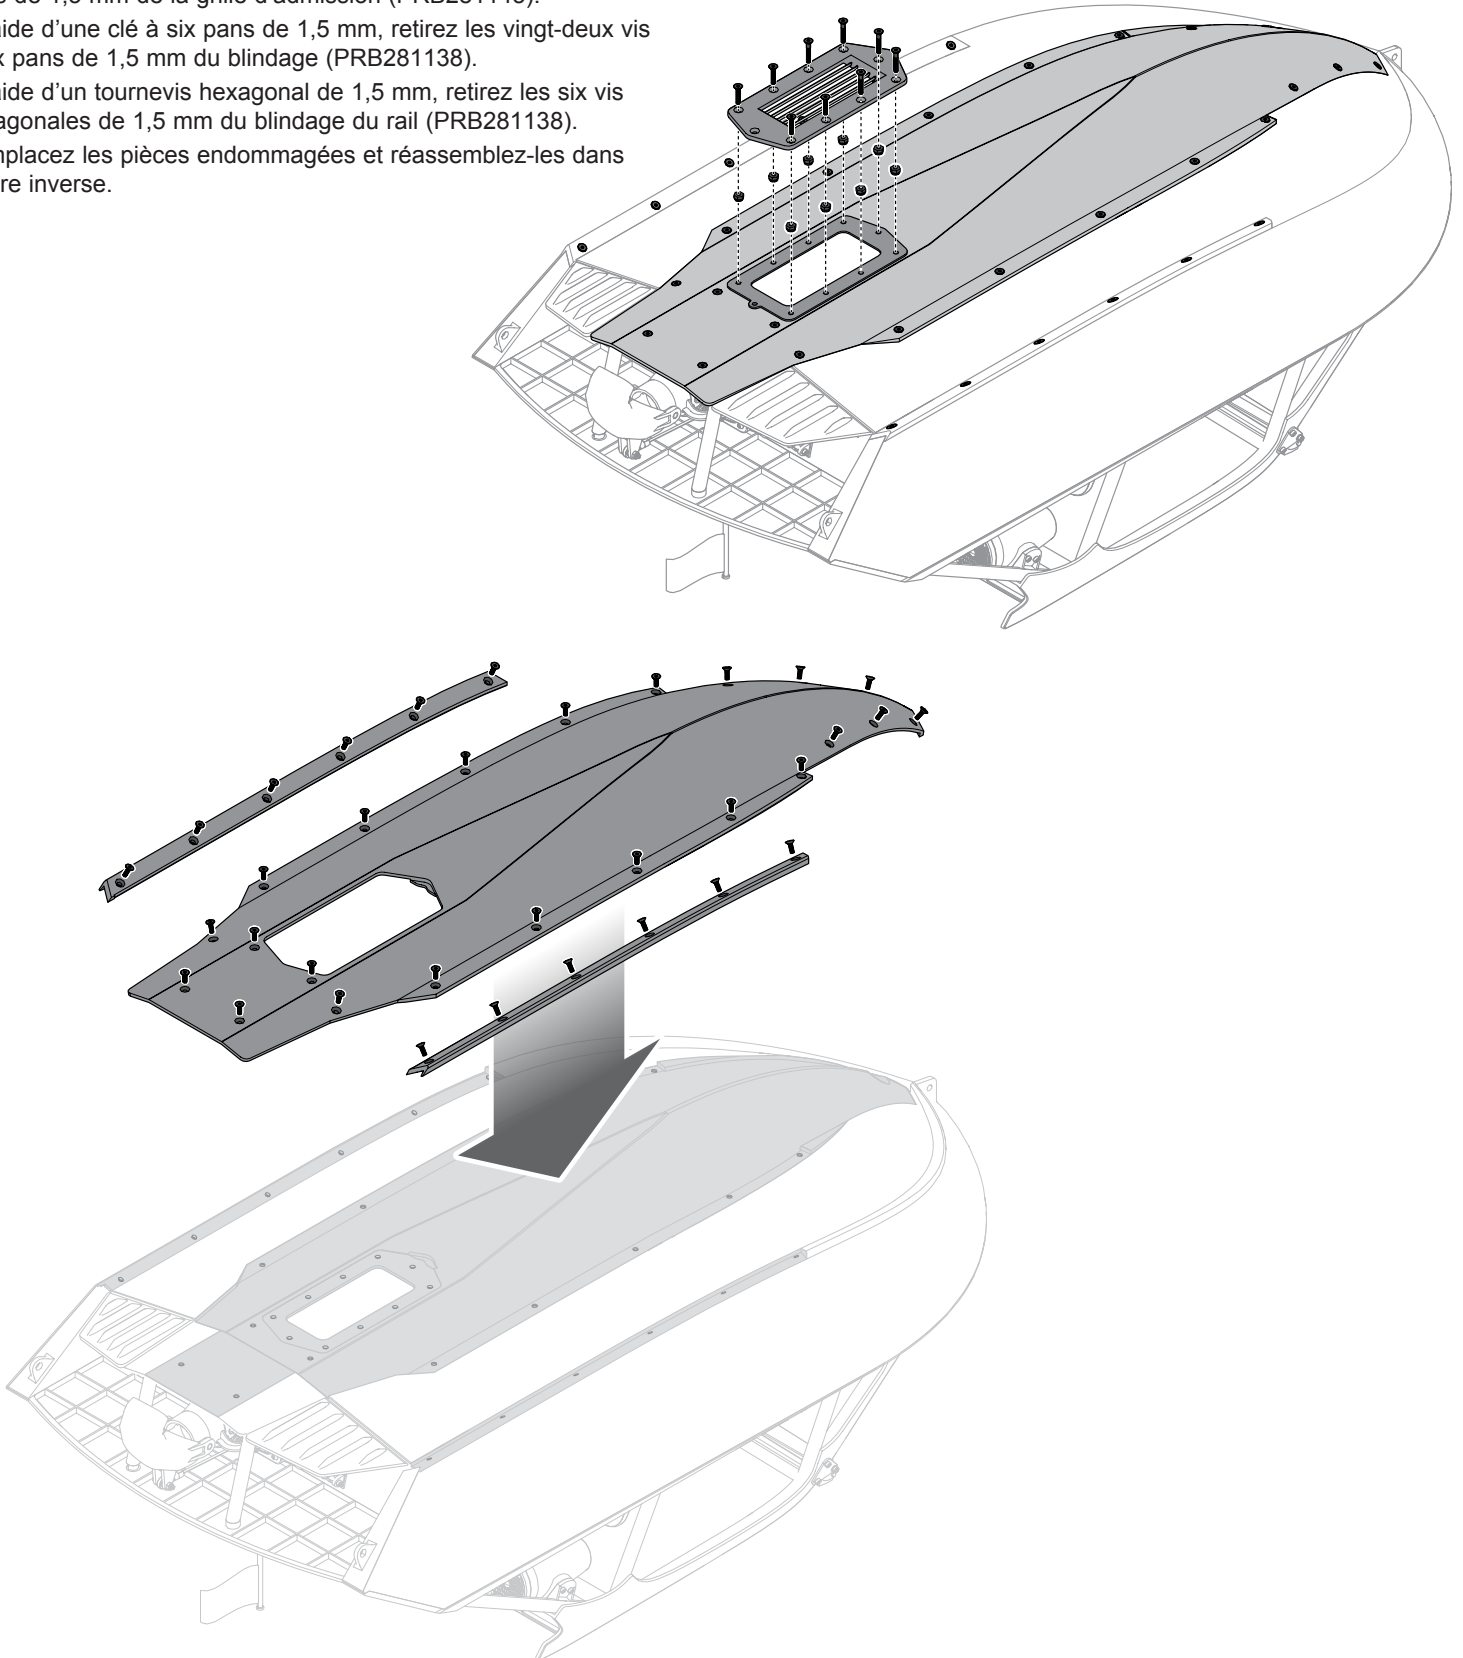 de 1,5 mm de la grille d'admission (PRB281140).
aide d’une clé à six pans de 1,5 mm, retirez les vingt-deux vis
pans de 1,5 mm du blindage (PRB281138).
aide d’un tournevis hexagonal de 1,5 mm, retirez les six vis
agonales de 1,5 mm du blindage du rail (PRB281138).
nplacez les pièces endommagées et réassemblez-les dans
re inverse.